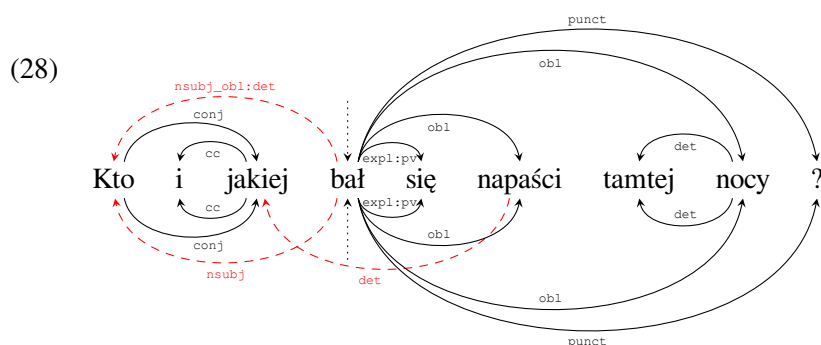 punct
(28)
obl
nsubj_obl:det
conj
obl
cc
expl:pv
det
Kto i jakiej bał się napaści tamtej nocy ?
cc
expl:pv
det
conj
obl
nsubj
det
obl
punct